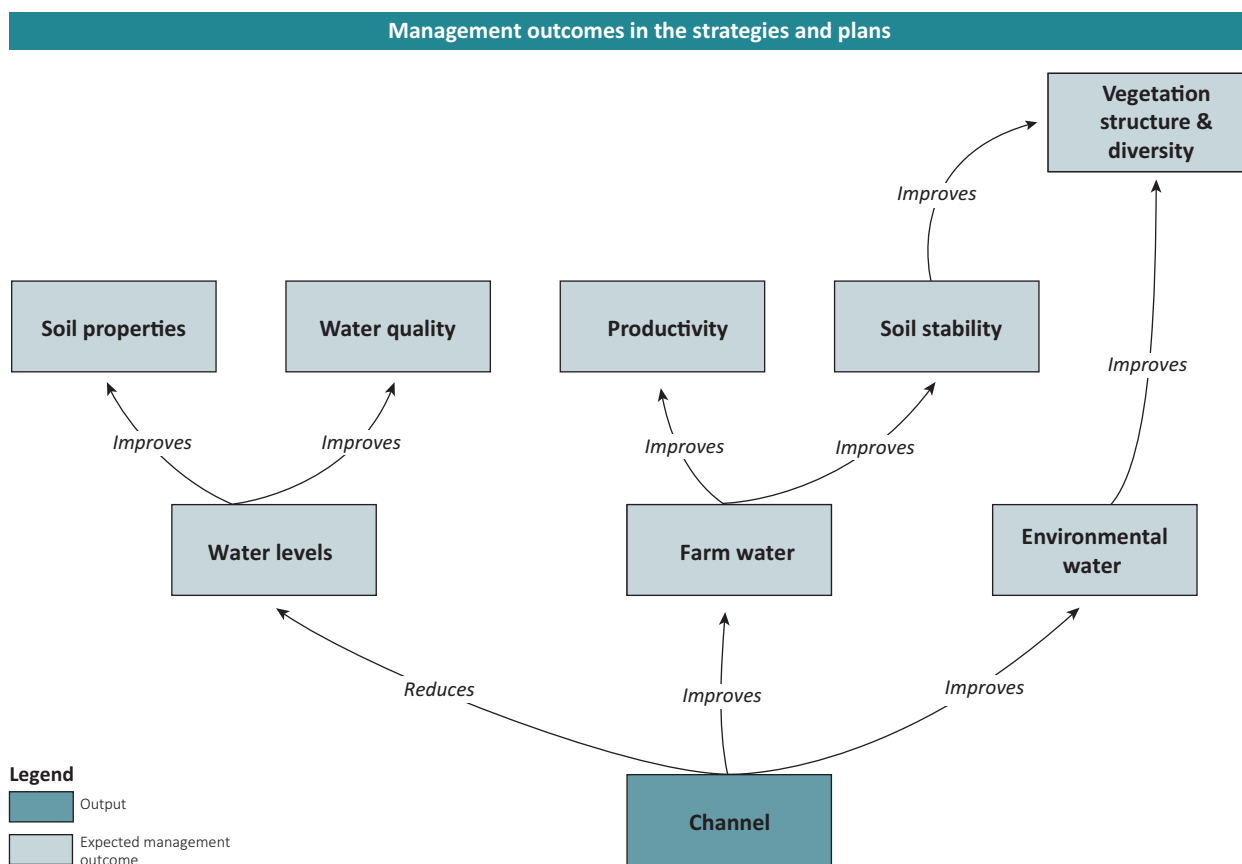 Management outcomes in the strategies and plans
Vegetation
structure &
diversity
Improves
Soil properties
Water quality
Productivity
Soil stability
Improves
Improves
Improves
Improves
Improves
Water levels
Farm water
Environmental
water
Reduces
Improves
Improves
Legend
Output
Expected management
outcome
Channel